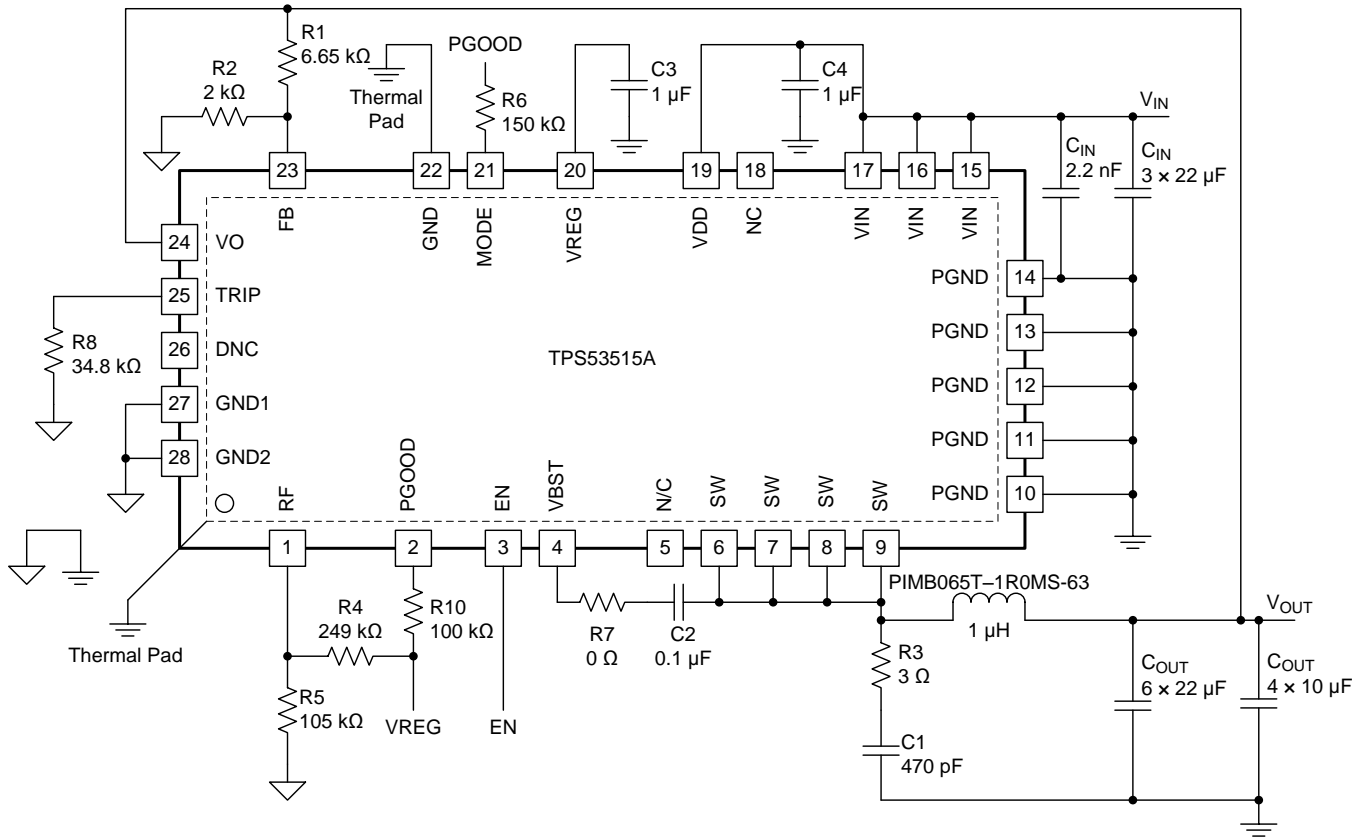 R1
6.65 kΩ
R2
2 kΩ
Thermal
Pad
PGOOD
R6
150 kΩ
C3
1 µF
C4
1 µF
VIN
CIN
2.2 nF
CIN
3 × 22 µF
23
22
21
20
19
18
17
16
15
FB
GND
MODE
VREG
VDD
NC
VIN
VIN
VIN
24
VO
25
TRIP
26
DNC
27
GND1
28
GND2
R8
34.8 kΩ
TPS53515A
PGND
14
PGND
13
PGND
12
PGND
11
PGND
10
RF
PGOOD
EN
VBST
N/C
SW
SW
SW
SW
1
2
3
4
5
6
7
8
9
Thermal Pad
R4
249 kΩ
R10
100 kΩ
R5
105 kΩ
VREG
EN
R7
0 Ω
C2
0.1 µF
PIMB065T–1R0MS-63
1 µH
VOUT
R3
3 Ω
C1
470 pF
COUT
6 × 22 µF
COUT
4 × 10 µF